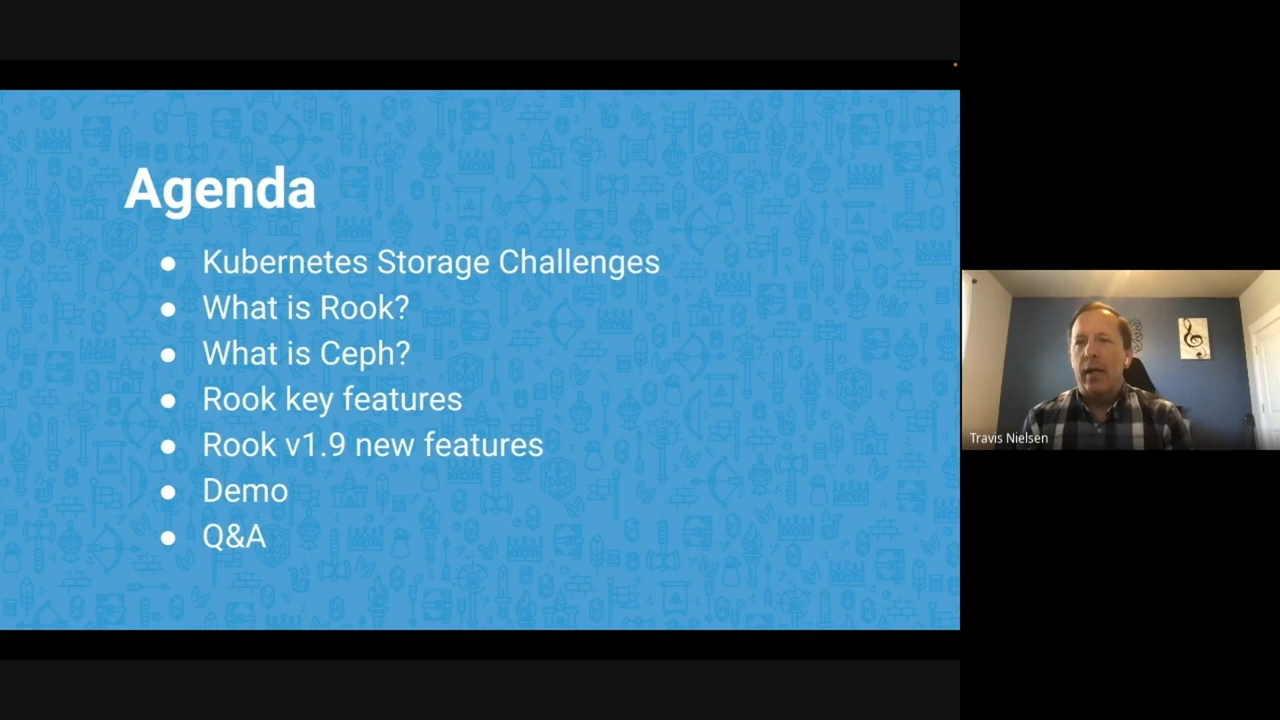 Agenda
● Kubernetes Storage Challenges
● What is Rook?
● What is Ceph?
● Rook key features
● Rook v1.9 new features
● Demo
● Q&A
Travis Nielsen